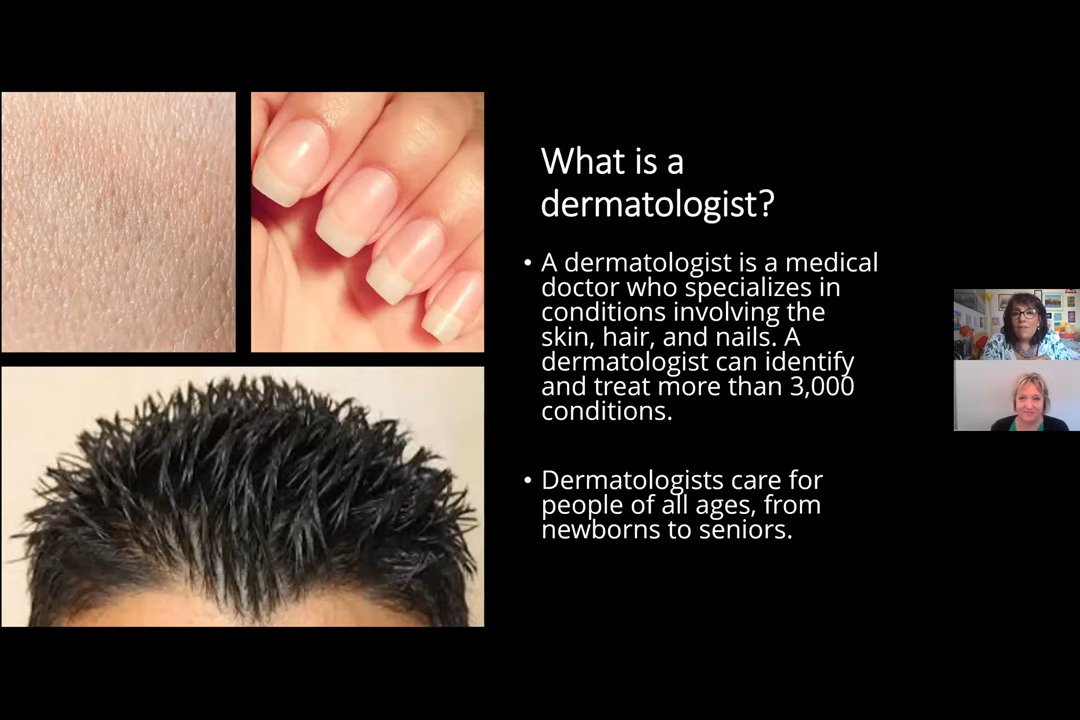 What is a
dermatologist?
• A dermatologist is a medical
doctor who specializes in
conditions involving the
skin, hair, and nails. A
dermatologist can identify
and treat more than 3,000
conditions.
• Dermatologists care for
people of all ages, from
newborns to seniors.